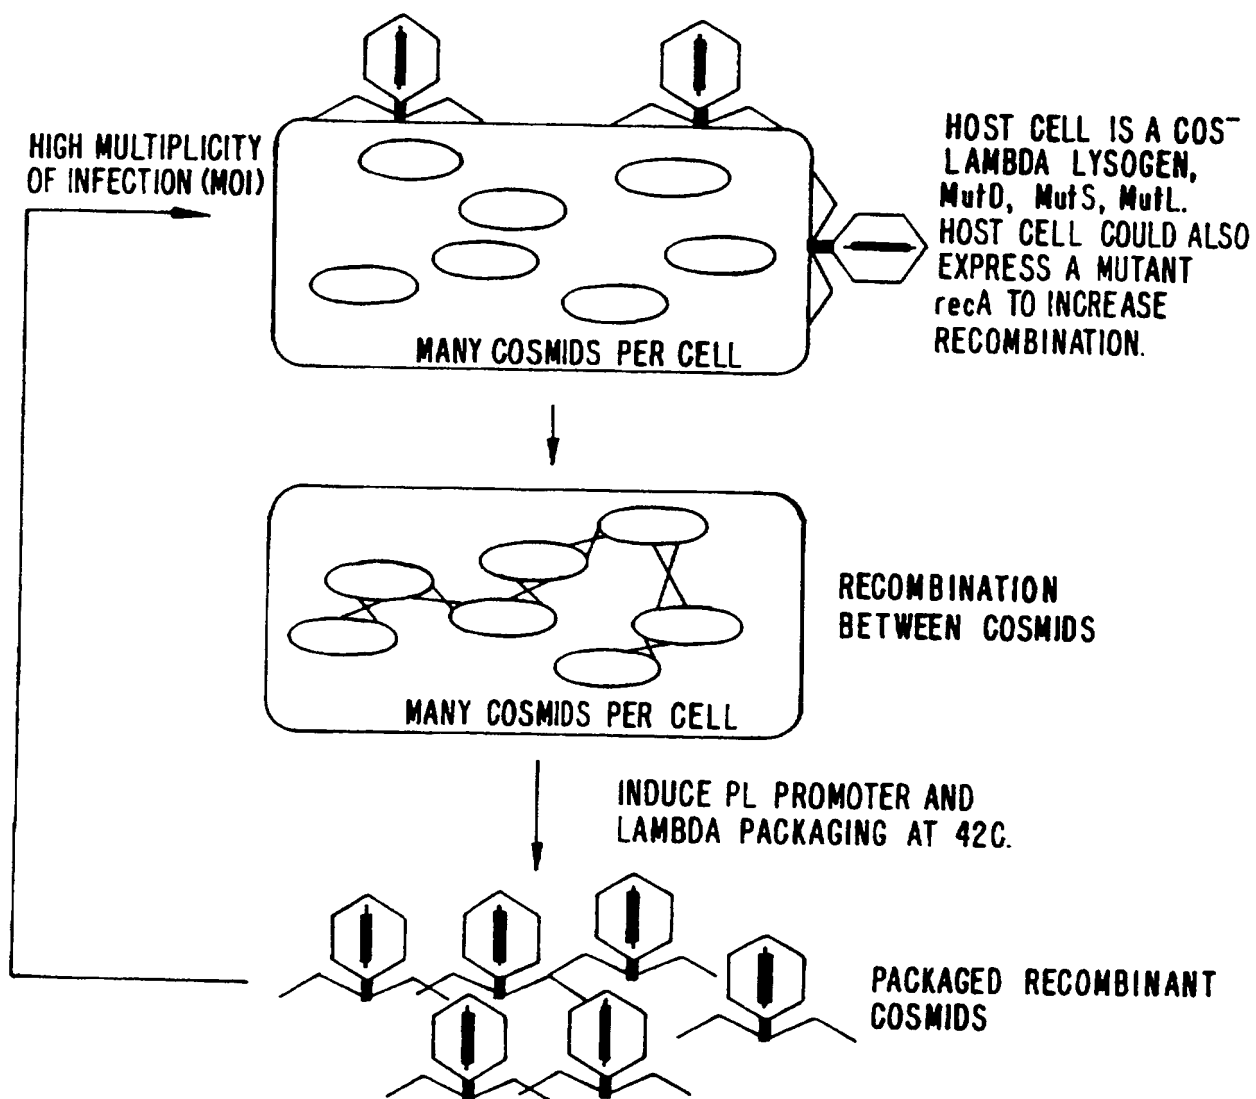 HIGH MULTIPLICITY
OF INFECTION (MOI)
HOST CELL IS A COS⁻
LAMBDA LYSOGEN,
MutD, MutS, MutL.
HOST CELL COULD ALSO
EXPRESS A MUTANT
recA TO INCREASE
RECOMBINATION.
MANY COSMIDS PER CELL
RECOMBINATION
BETWEEN COSMIDS
MANY COSMIDS PER CELL
INDUCE PL PROMOTER AND
LAMBDA PACKAGING AT 42C.
PACKAGED RECOMBINANT
COSMIDS